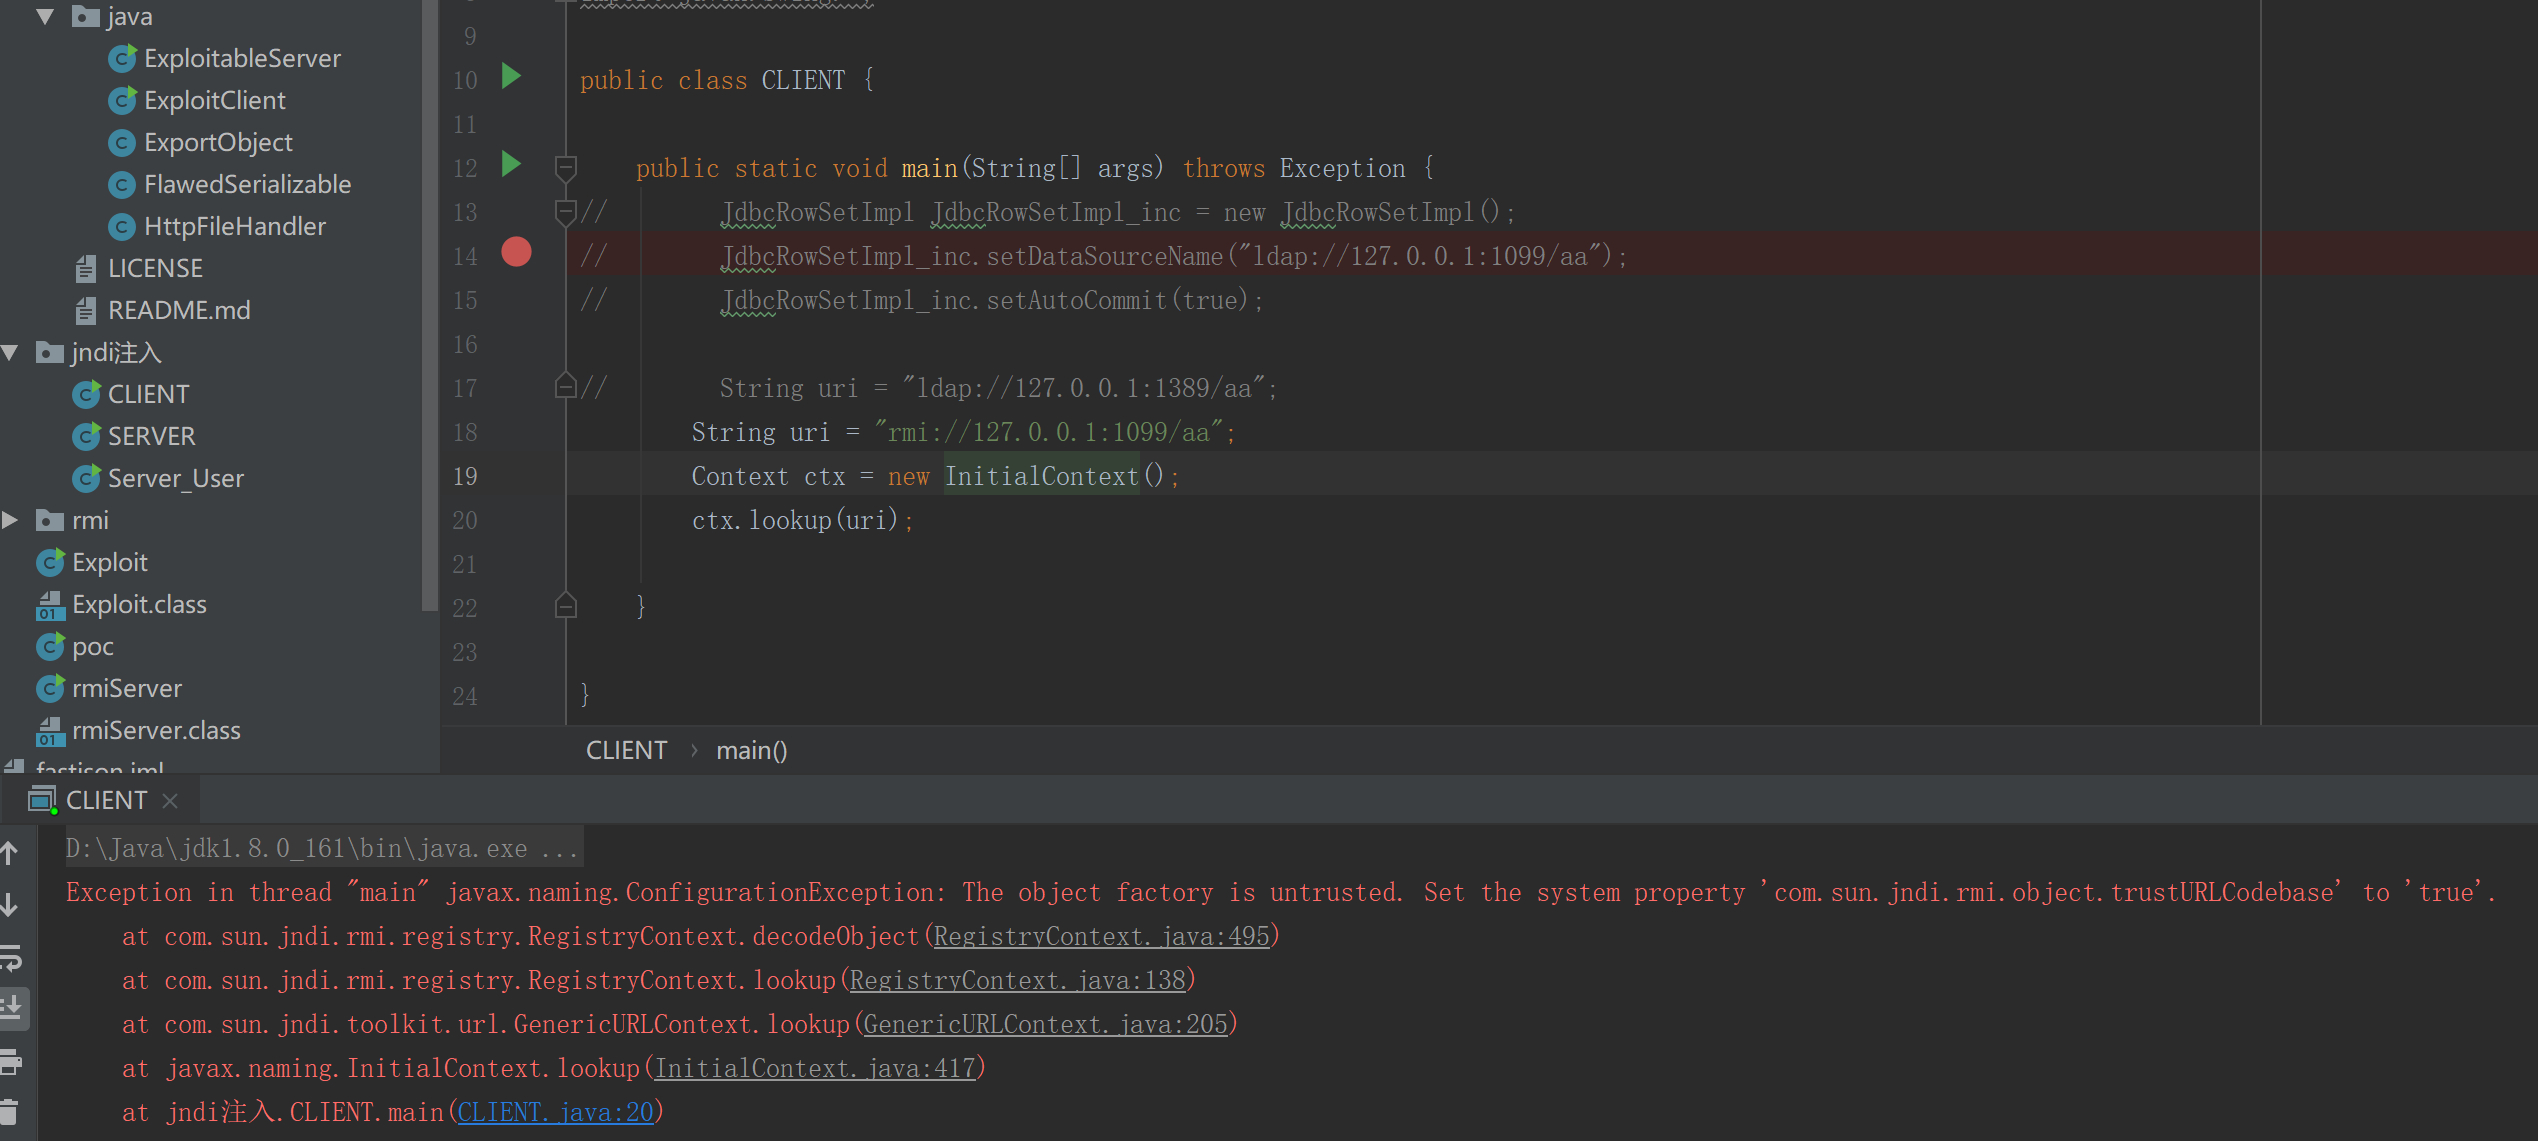 java
ExploitableServer
ExploitClient
ExportObject
FlawedSerializable
HttpFileHandler
LICENSE
README.md
jndi注入
CLIENT
SERVER
Server_User
rmi
Exploit
01 Exploit.class
poc
rmiServer
01 rmiServer.class
9
10 public class CLIENT {
11
12 public static void main(String[] args) throws Exception {
13 // JdbcRowSetImpl JdbcRowSetImpl_inc = new JdbcRowSetImpl();
14 // JdbcRowSetImpl_inc.setDataSourceName("ldap://127.0.0.1:1099/aa");
15 // JdbcRowSetImpl_inc.setAutoCommit(true);
16
17 // String uri = "ldap://127.0.0.1:1389/aa";
18 String uri = "rmi://127.0.0.1:1099/aa";
19 Context ctx = new InitialContext();
20 ctx.lookup(uri);
21
22 }
23
24 }
CLIENT › main()
CLIENT ×
D:\Java\jdk1.8.0_161\bin\java.exe ...
Exception in thread "main" javax.naming.ConfigurationException: The object factory is untrusted. Set the system property 'com.sun.jndi.rmi.object.trustURLCodebase' to 'true'.
at com.sun.jndi.rmi.registry.RegistryContext.decodeObject(RegistryContext.java:495)
at com.sun.jndi.rmi.registry.RegistryContext.lookup(RegistryContext.java:138)
at com.sun.jndi.toolkit.url.GenericURLContext.lookup(GenericURLContext.java:205)
at javax.naming.InitialContext.lookup(InitialContext.java:417)
at jndi注入.CLIENT.main(CLIENT.java:20)